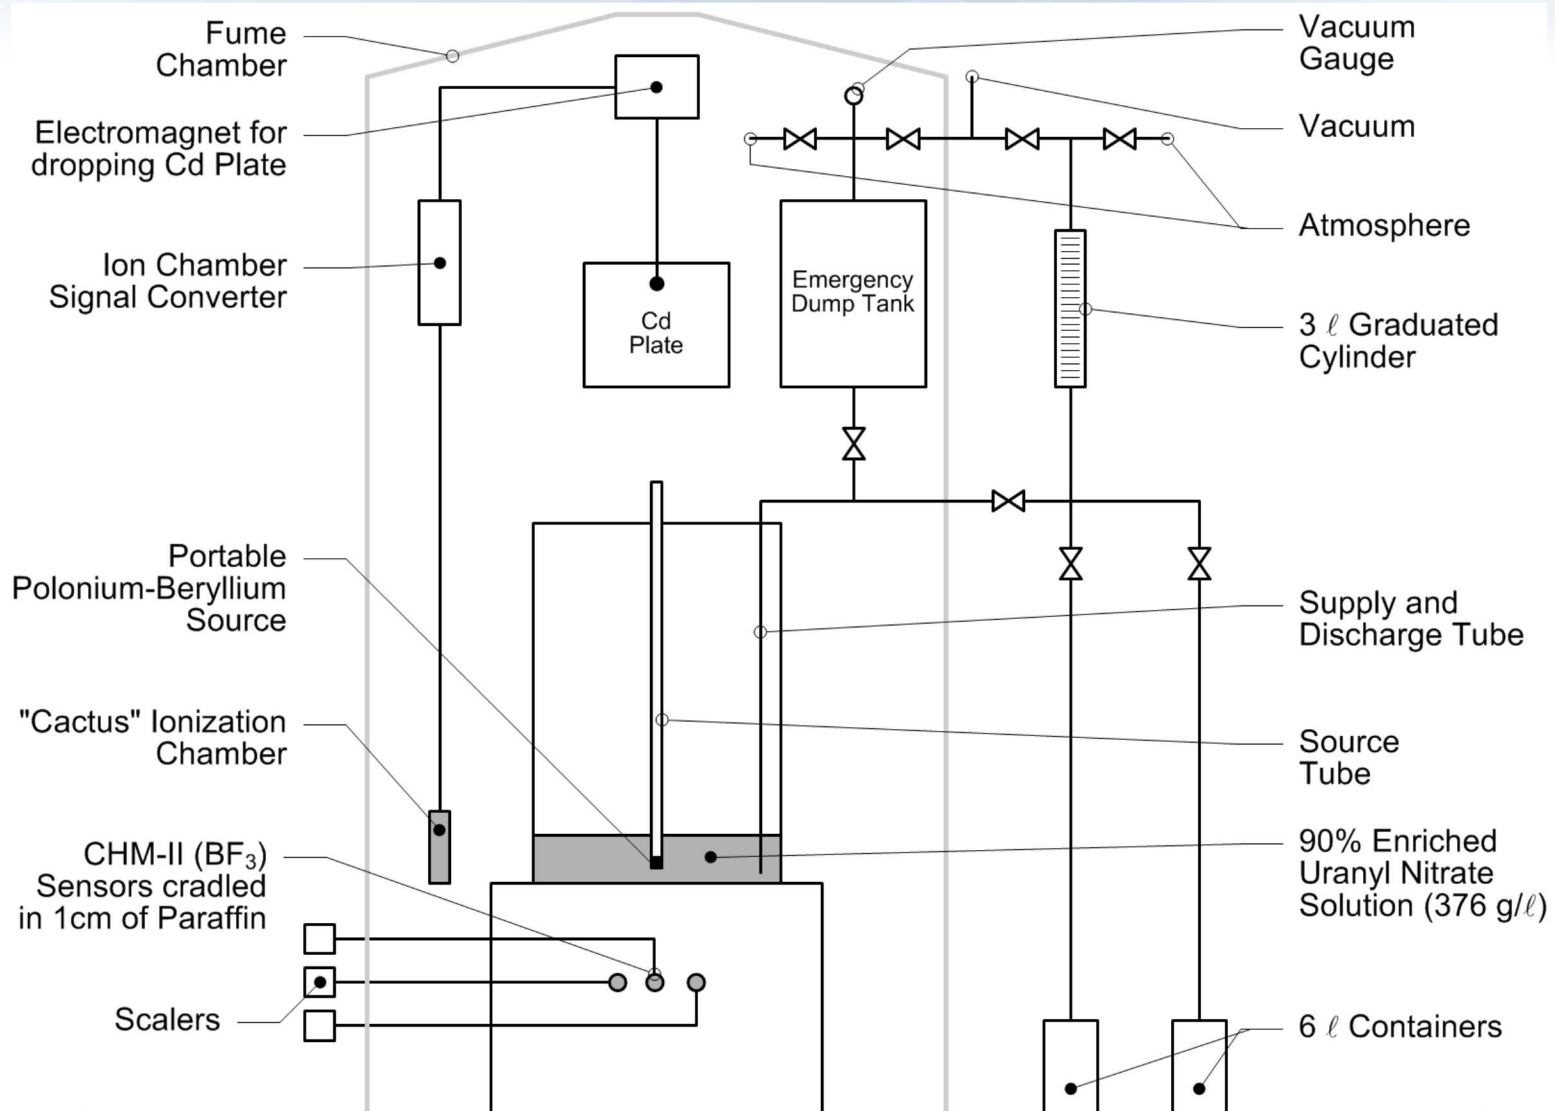 Fume
Chamber
Electromagnet for
dropping Cd Plate
Ion Chamber
Signal Converter
Portable
Polonium-Beryllium
Source
"Cactus" Ionization
Chamber
CHM-II (BF₃)
Sensors cradled
in 1cm of Paraffin
Scalers
Cd
Plate
Emergency
Dump Tank
Vacuum
Gauge
Vacuum
Atmosphere
3 ℓ Graduated
Cylinder
Supply and
Discharge Tube
Source
Tube
90% Enriched
Uranyl Nitrate
Solution (376 g/ℓ)
6 ℓ Containers